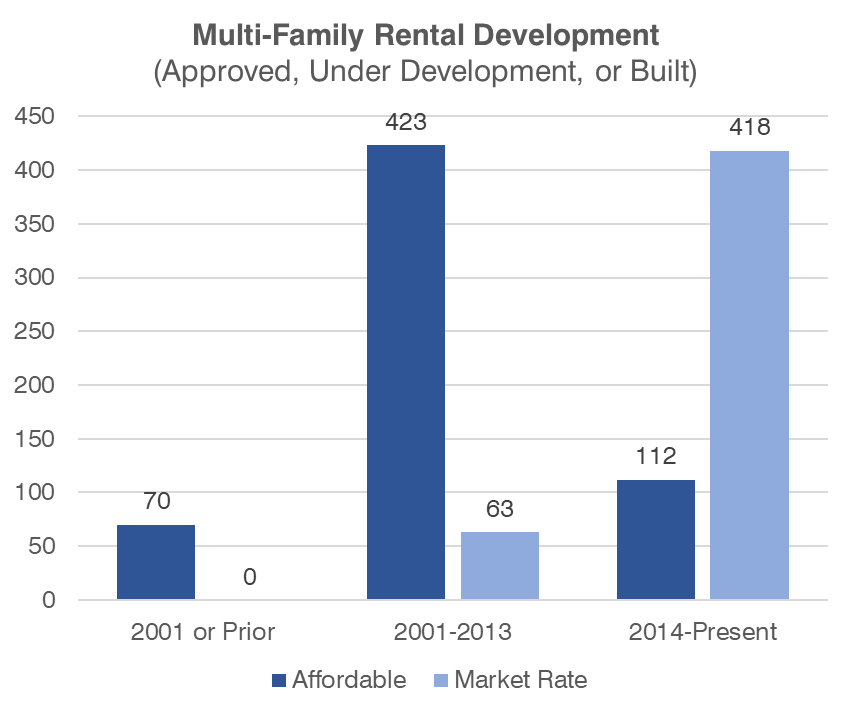 Multi-Family Rental Development
(Approved, Under Development, or Built)
450
400
350
300
250
200
150
100
50
0
70
0
423
63
112
418
2001 or Prior
2001-2013
2014-Present
Affordable
Market Rate